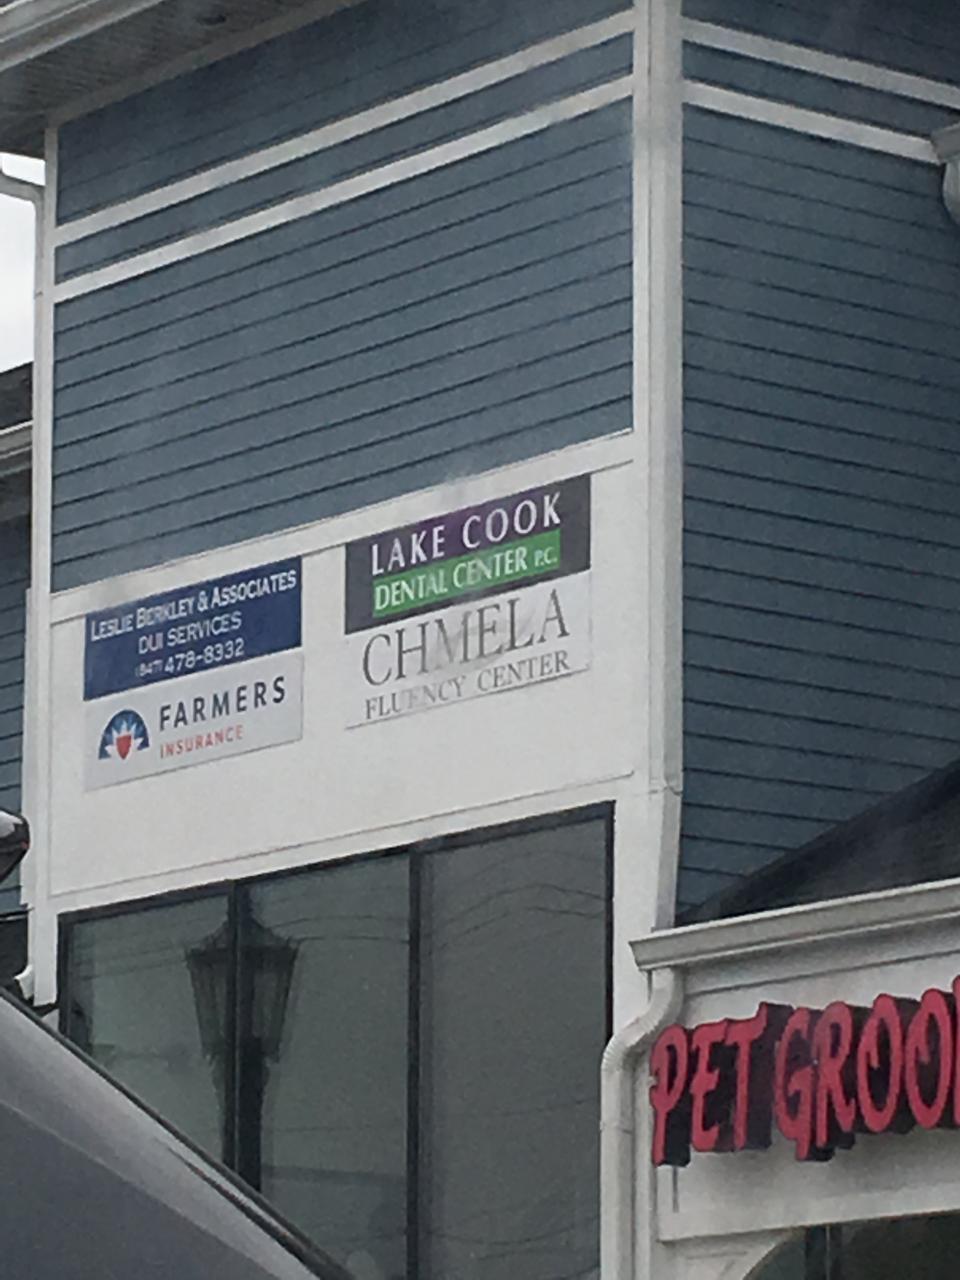 LESLIE BERKLEY & ASSOCIATES
DUI SERVICES
(847) 478-8332
FARMERS
INSURANCE
LAKE COOK
DENTAL CENTER P.C.
CHMELA
FLUENCY CENTER
PET GROO